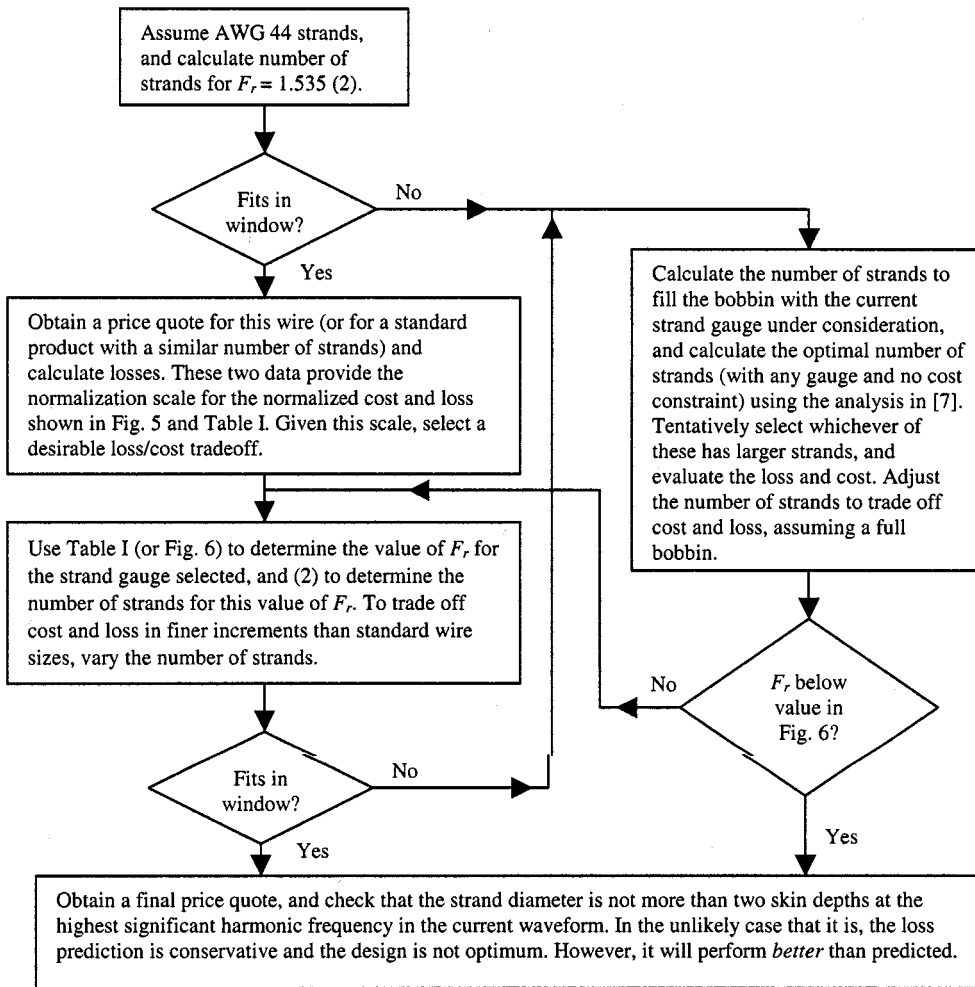 Assume AWG 44 strands,
and calculate number of
strands for Fr = 1.535 (2).
Fits in
window?
No
Yes
Obtain a price quote for this wire (or for a standard
product with a similar number of strands) and
calculate losses. These two data provide the
normalization scale for the normalized cost and loss
shown in Fig. 5 and Table I. Given this scale, select a
desirable loss/cost tradeoff.
Use Table I (or Fig. 6) to determine the value of Fr for
the strand gauge selected, and (2) to determine the
number of strands for this value of Fr. To trade off
cost and loss in finer increments than standard wire
sizes, vary the number of strands.
Fits in
window?
No
Yes
Calculate the number of strands to
fill the bobbin with the current
strand gauge under consideration,
and calculate the optimal number of
strands (with any gauge and no cost
constraint) using the analysis in [7].
Tentatively select whichever of
these has larger strands, and
evaluate the loss and cost. Adjust
the number of strands to trade off
cost and loss, assuming a full
bobbin.
Fr below
value in
Fig. 6?
No
Yes
Obtain a final price quote, and check that the strand diameter is not more than two skin depths at the
highest significant harmonic frequency in the current waveform. In the unlikely case that it is, the loss
prediction is conservative and the design is not optimum. However, it will perform better than predicted.